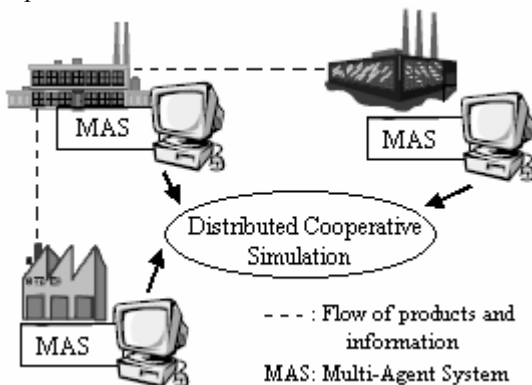 MAS
MAS
Distributed Cooperative
Simulation
MAS
- - - : Flow of products and
information
MAS: Multi-Agent System